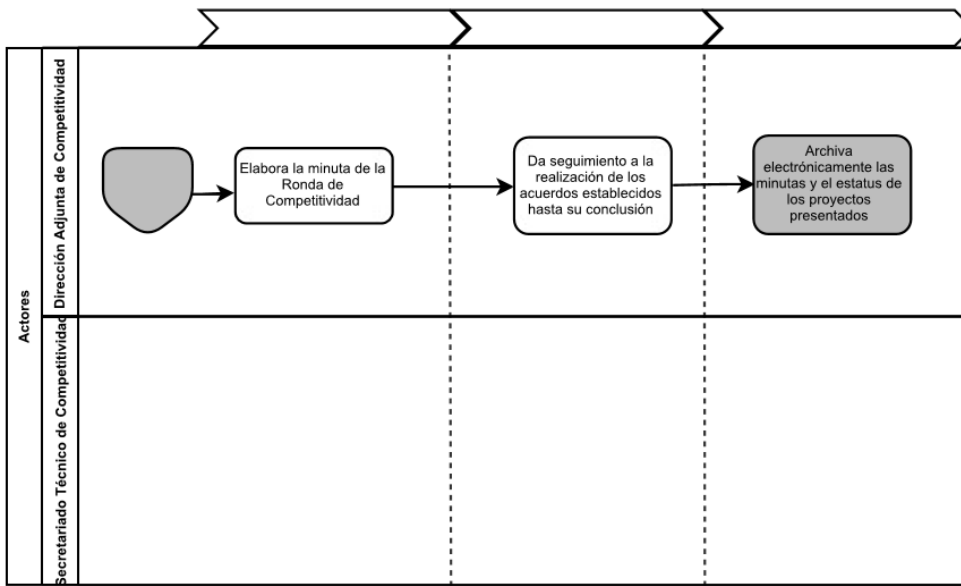 Actores
Dirección Adjunta de Competitividad
Secretariado Técnico de Competitividad
Elabora la minuta de la
Ronda de
Competitividad
Da seguimiento a la
realización de los
acuerdos establecidos
hasta su conclusión
Archiva
electrónicamente las
minutas y el estatus de
los proyectos
presentados